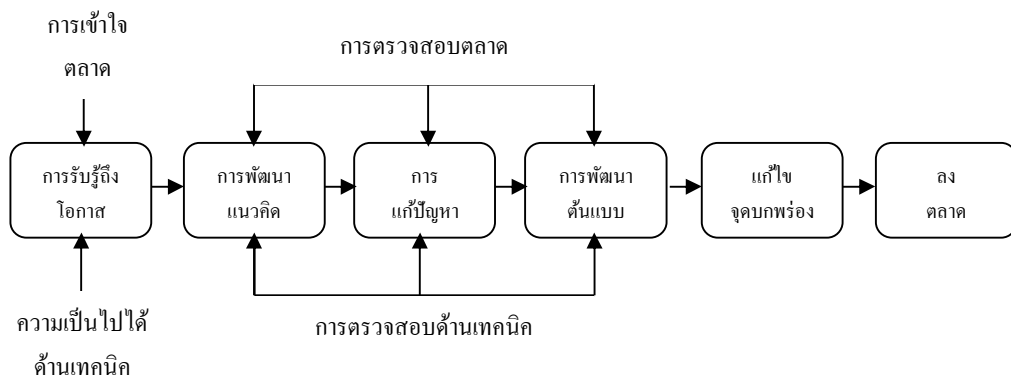 การเข้าใจ
ตลาด
การตรวจสอบตลาด
การรับรู้ถึง
โอกาส
การพัฒนา
แนวคิด
การ
แก้ปัญหา
การพัฒนา
ต้นแบบ
แก้ไข
จุดบกพร่อง
ลง
ตลาด
ความเป็นไปได้
ด้านเทคนิค
การตรวจสอบด้านเทคนิค